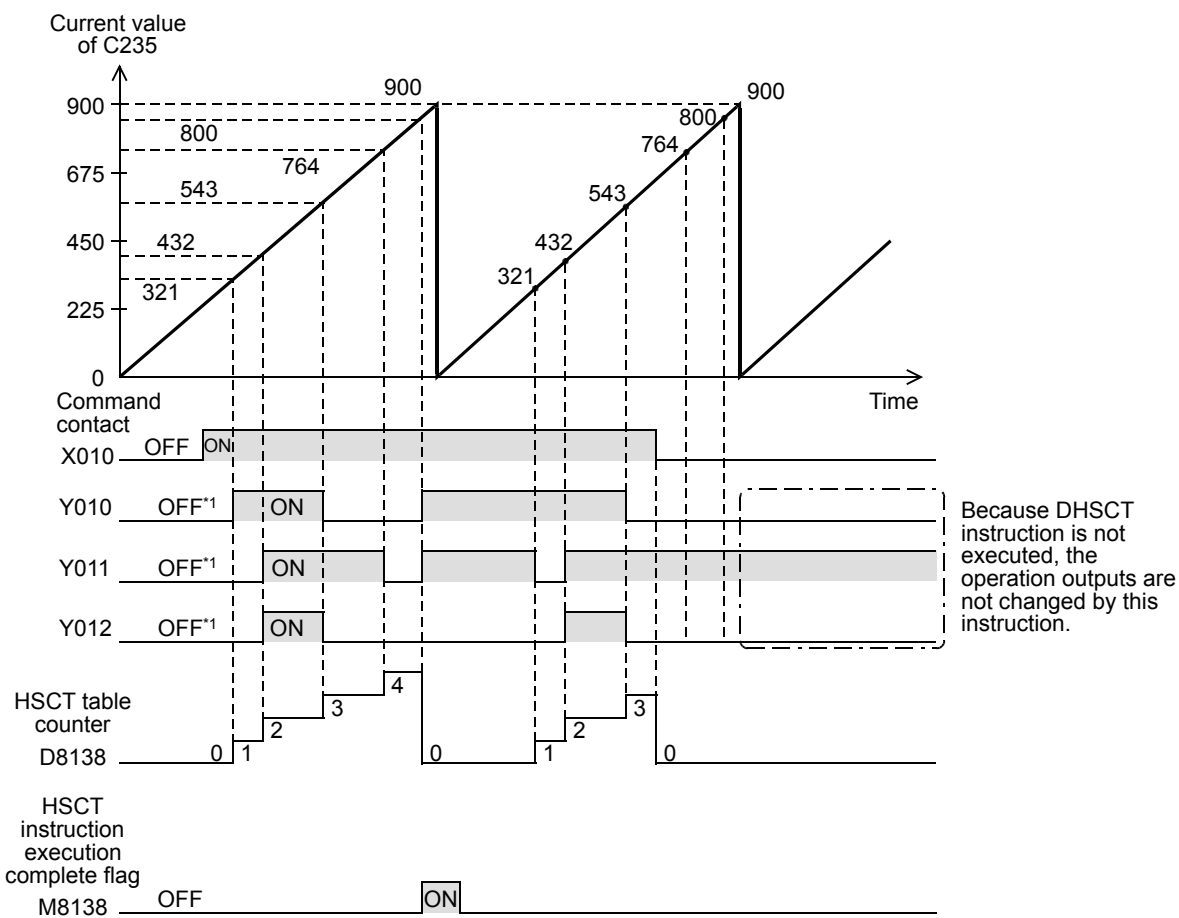 Current value
of C235
900
900
900
800
800
764
764
675
543
543
450
432
432
321
321
225
0
Time
Command
contact
X010
OFF
ON
Y010
OFF*1
ON
Y011
OFF*1
ON
Y012
OFF*1
ON
Because DHSCT
instruction is not
executed, the
operation outputs are
not changed by this
instruction.
HSCT table
counter
D8138
0
1
2
3
4
0
1
2
3
0
HSCT
instruction
execution
complete flag
M8138
OFF
ON